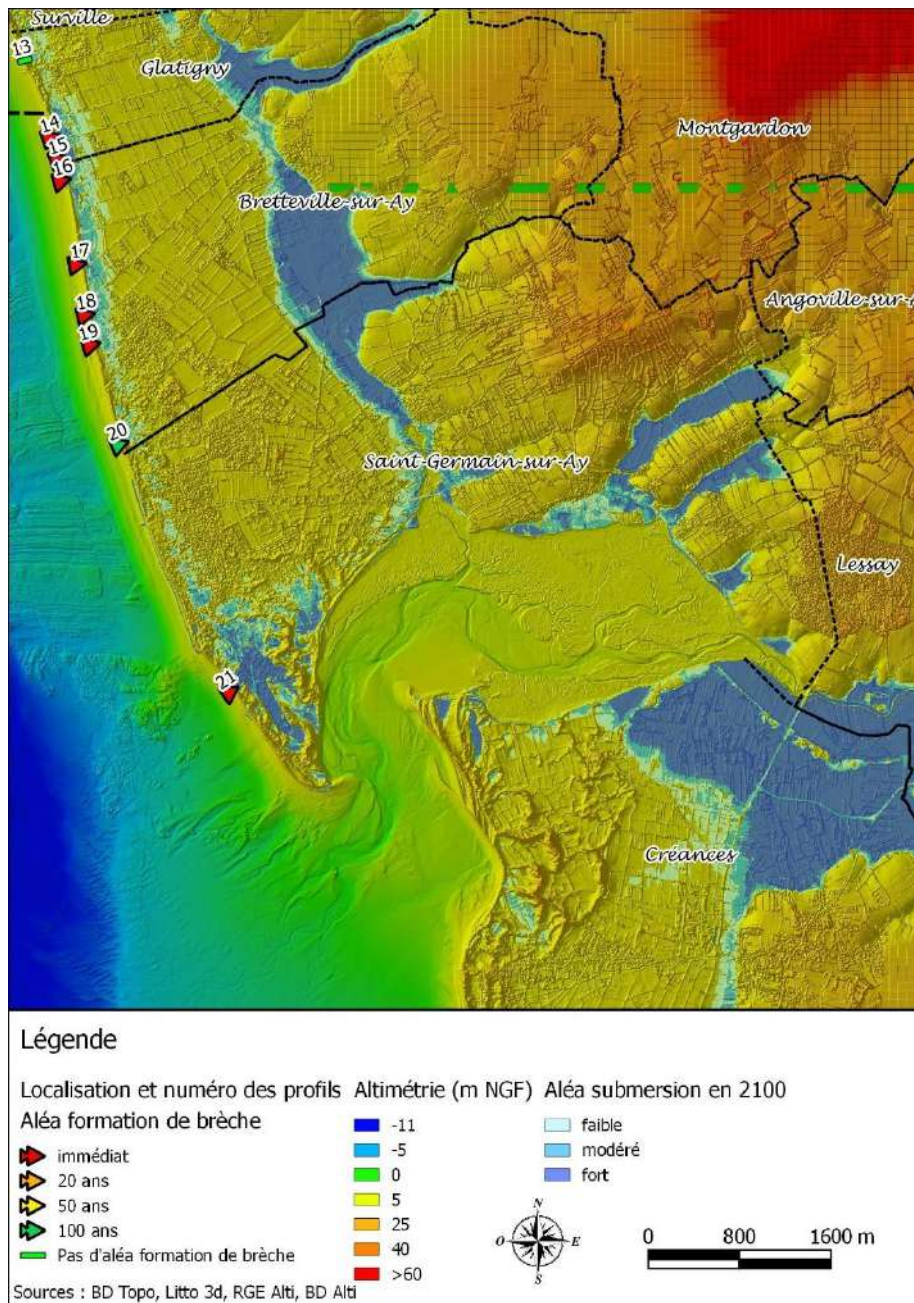 Surville
13
Glatigny
14
Montgardon
15
16
Bretteville-sur-Ay
17
Angoville-sur-A
18
19
20
Saint-Germain-sur-Ay
Lessay
21
Créances
Légende
Localisation et numéro des profils
Aléa formation de brèche
immédiat
20 ans
50 ans
100 ans
Pas d'aléa formation de brèche
Altimétrie (m NGF)
-11
-5
0
5
25
40
>60
Aléa submersion en 2100
faible
modéré
fort
N
O E
S
0 800 1600 m
Sources : BD Topo, Litto 3d, RGE Alti, BD Alti